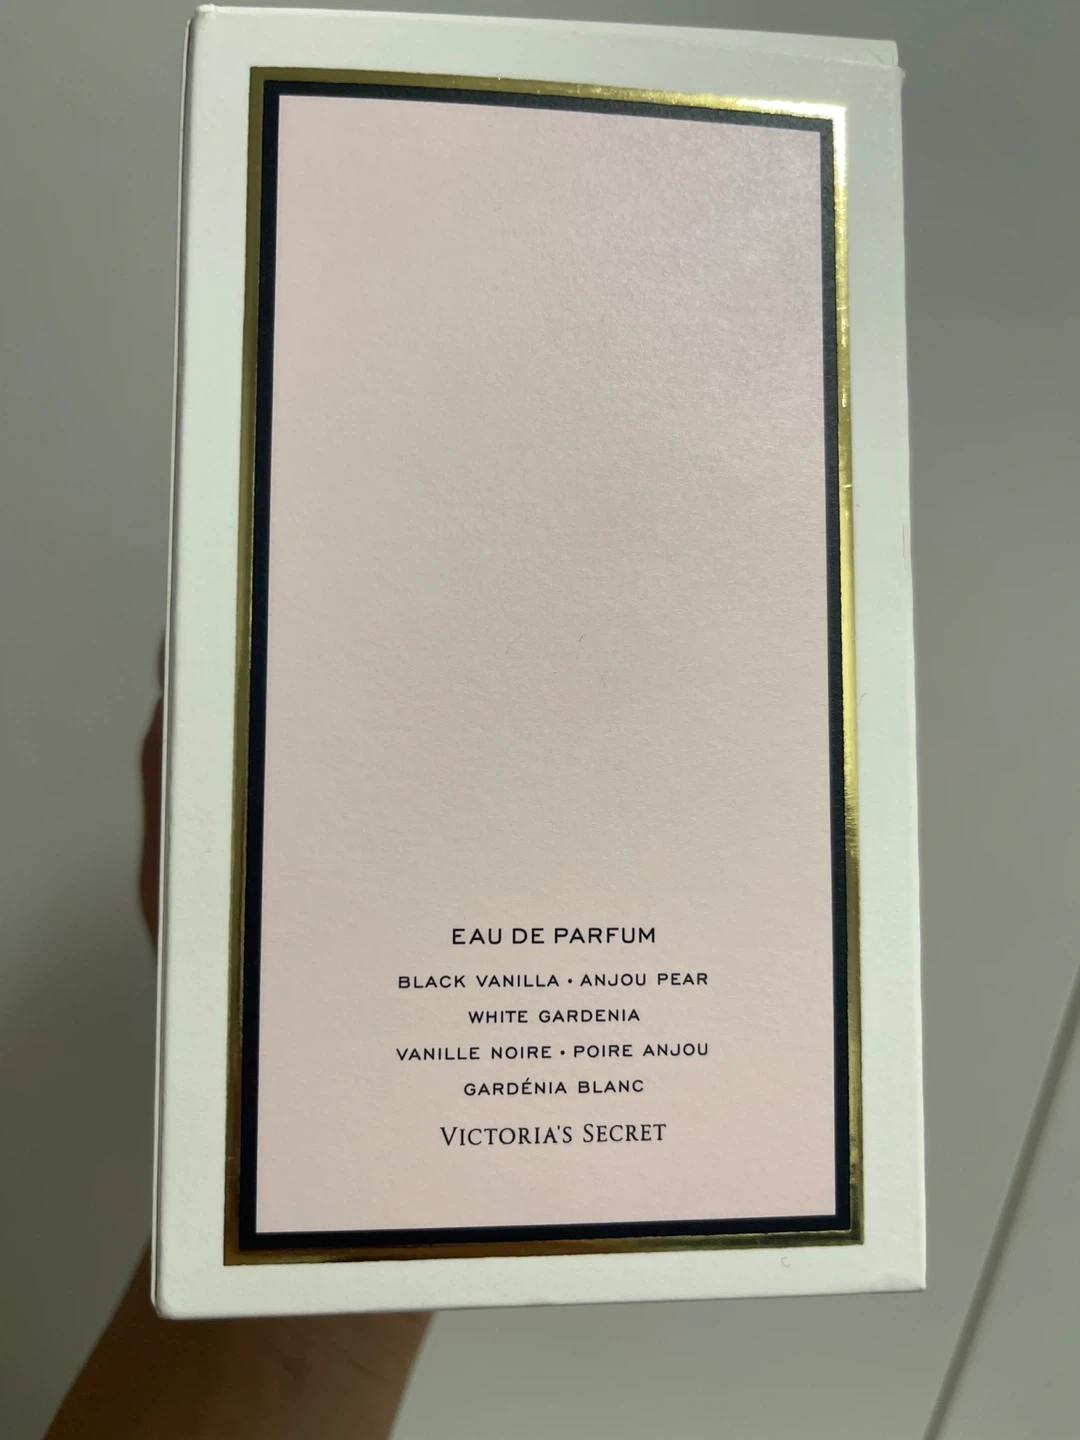 EAU DE PARFUM
BLACK VANILLA • ANJOU PEAR
WHITE GARDENIA
VANILLE NOIRE • POIRE ANJOU
GARDÉNIA BLANC
VICTORIA'S SECRET